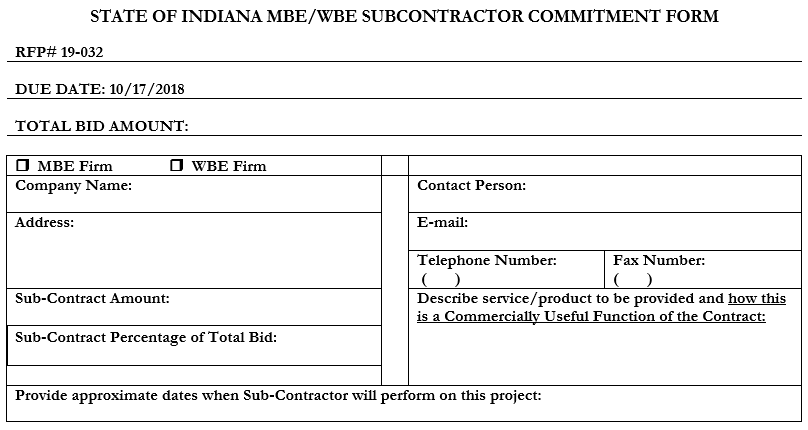 STATE OF INDIANA MBE/WBE SUBCONTRACTOR COMMITMENT FORM
RFP# 19-032
DUE DATE: 10/17/2018
TOTAL BID AMOUNT:
❒ MBE Firm ❒ WBE Firm
Company Name:
Contact Person:
Address:
E-mail:
Telephone Number:
( )
Fax Number:
( )
Sub-Contract Amount:
Describe service/product to be provided and how this
is a Commercially Useful Function of the Contract:
Sub-Contract Percentage of Total Bid:
Provide approximate dates when Sub-Contractor will perform on this project: